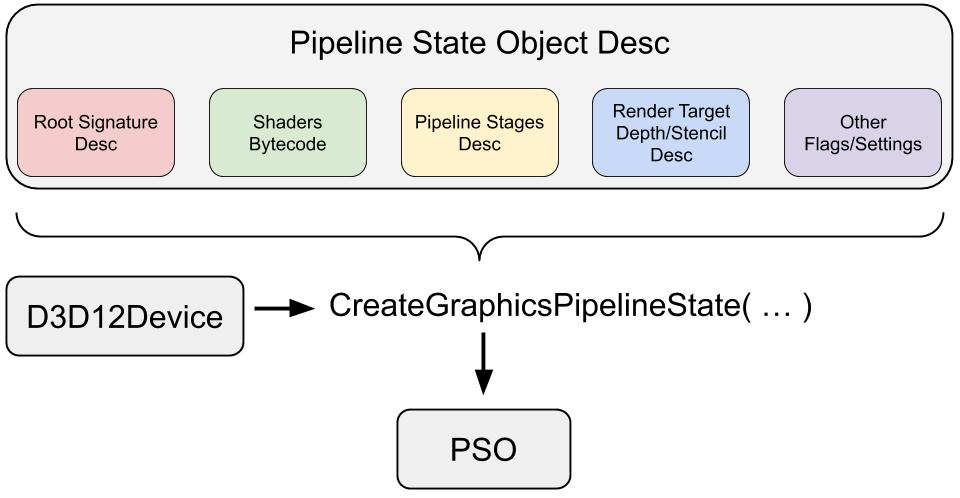 Pipeline State Object Desc
Root Signature
Desc
Shaders
Bytecode
Pipeline Stages
Desc
Render Target
Depth/Stencil
Desc
Other
Flags/Settings
D3D12Device
CreateGraphicsPipelineState( … )
PSO